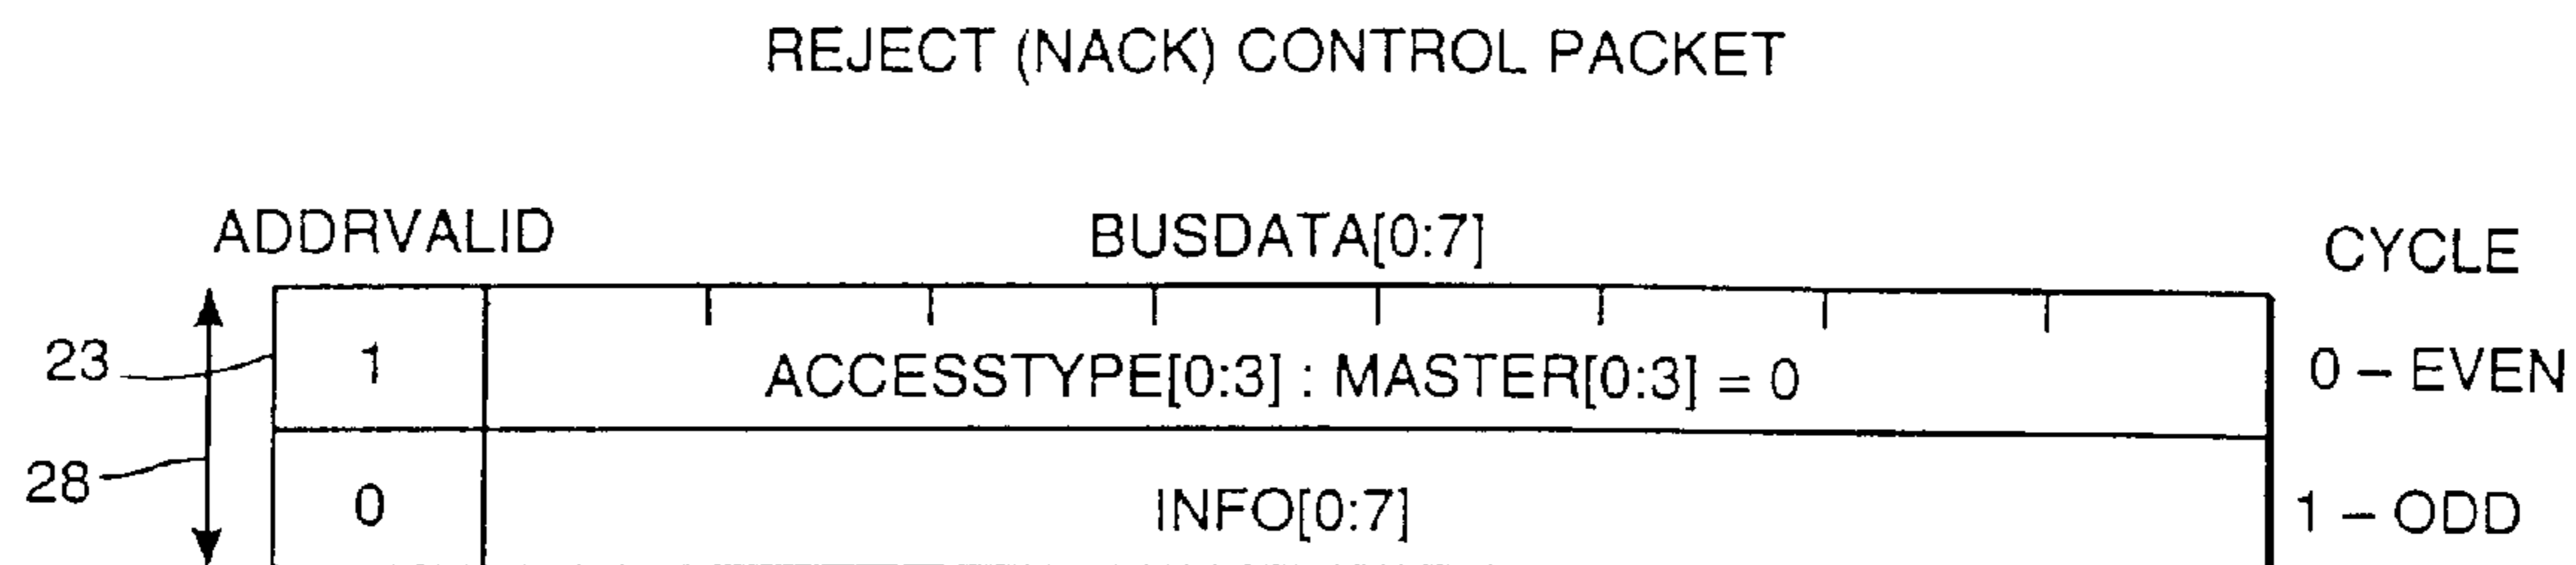 REJECT (NACK) CONTROL PACKET
ADDRVALID BUSDATA[0:7] CYCLE
23 1 ACCESSTYPE[0:3] : MASTER[0:3] = 0 0 – EVEN
28 0 INFO[0:7] 1 – ODD